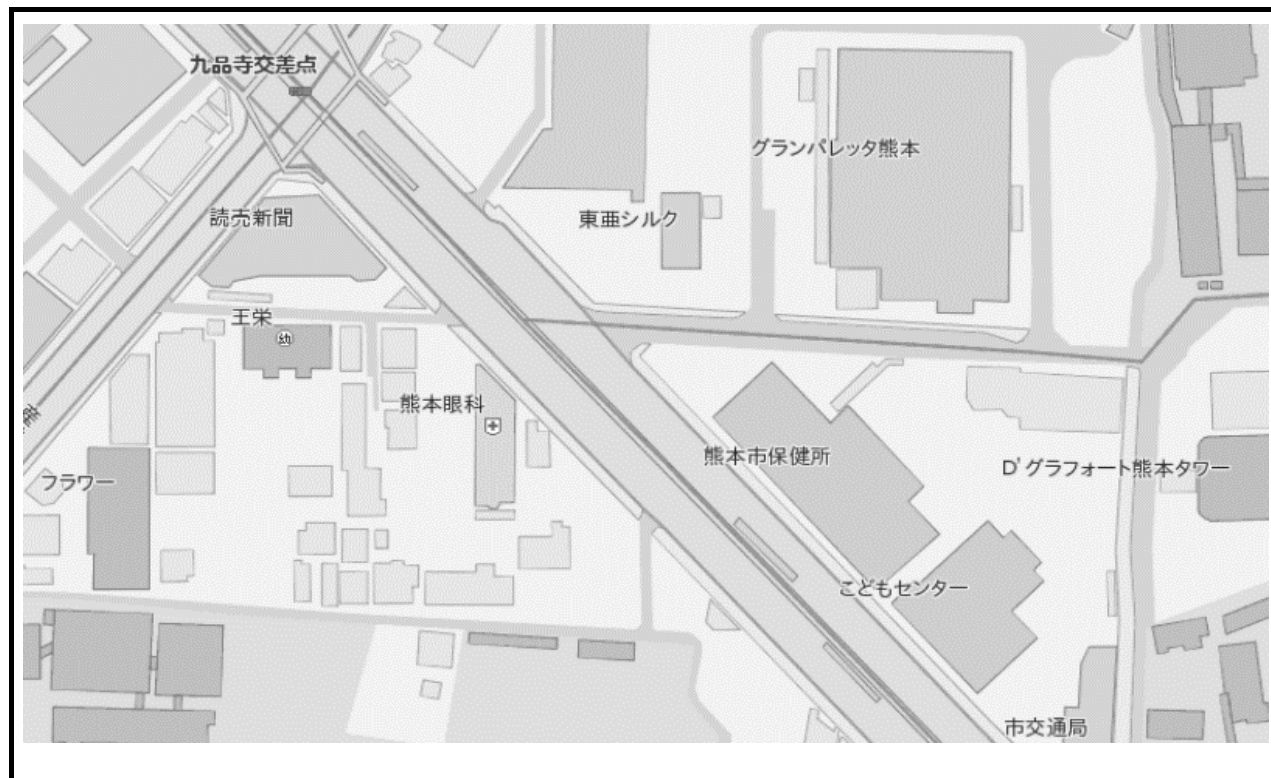 九品寺交差点
グランパレッタ熊本
読売新聞
東亜シルク
王栄
幼
熊本眼科
熊本市保健所
D'グラフォート熊本タワー
フラワー
こどもセンター
市交通局